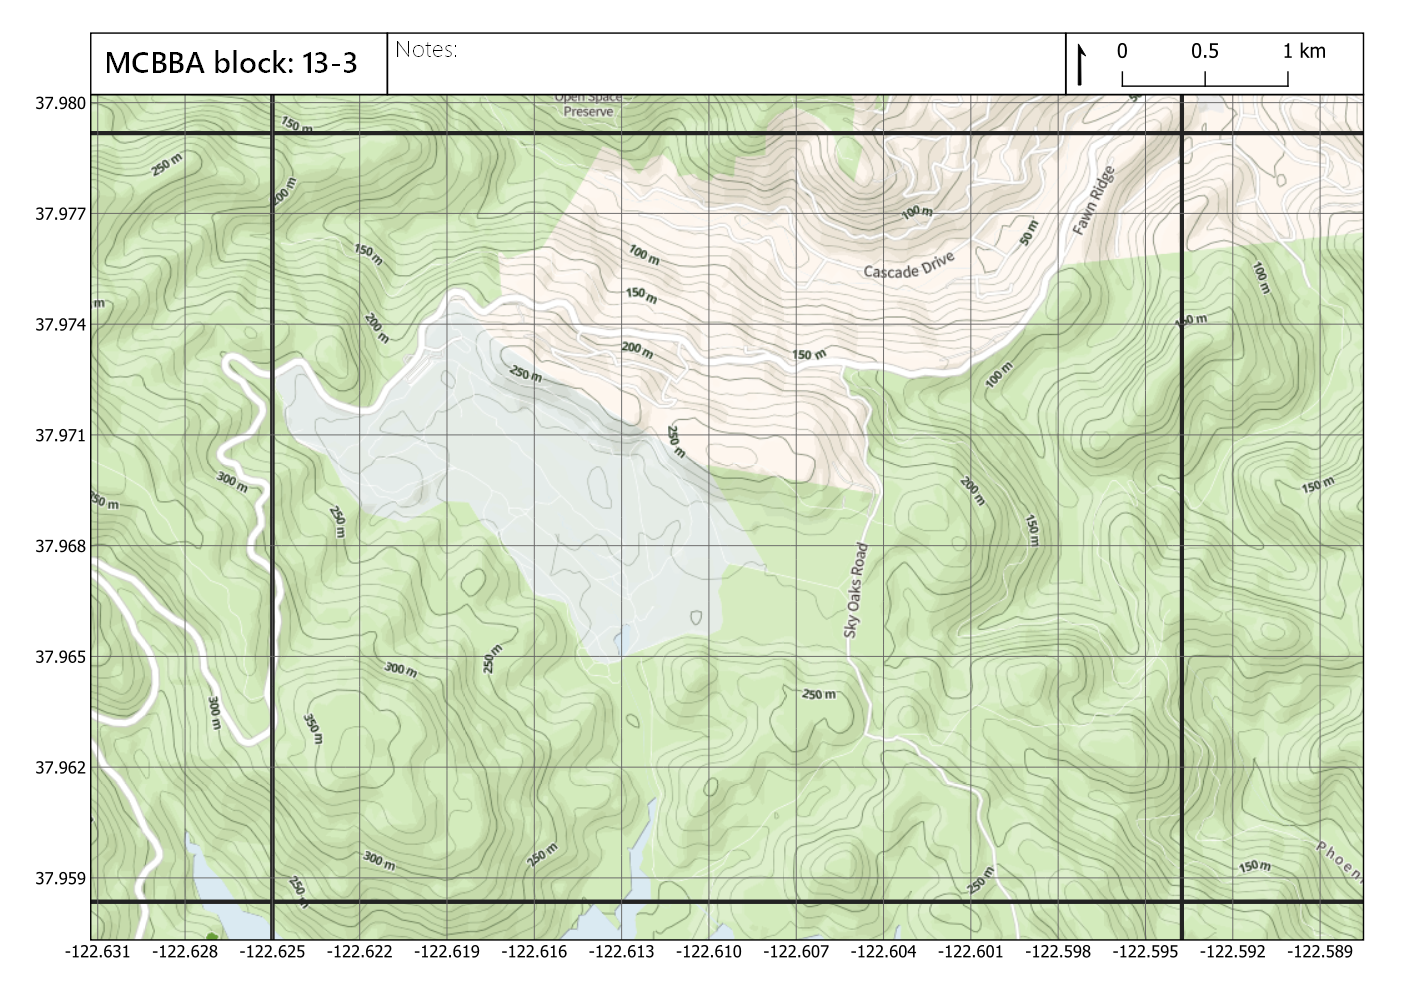 MCBBA block: 13-3
Notes:
0 0.5 1 km
37.980
37.977
37.974
37.971
37.968
37.965
37.962
37.959
-122.631 -122.628 -122.625 -122.622 -122.619 -122.616 -122.613 -122.610 -122.607 -122.604 -122.601 -122.598 -122.595 -122.592 -122.589
Open Space
Preserve
150 m
250 m
200 m
150 m
200 m
100 m
150 m
200 m
250 m
250 m
150 m
100 m
50 m
Cascade Drive
Fawn Ridge
100 m
100 m
100 m
m
300 m
250 m
200 m
150 m
150 m
Sky Oaks Road
300 m
250 m
250 m
300 m
350 m
300 m
250 m
250 m
250 m
150 m
Phoen